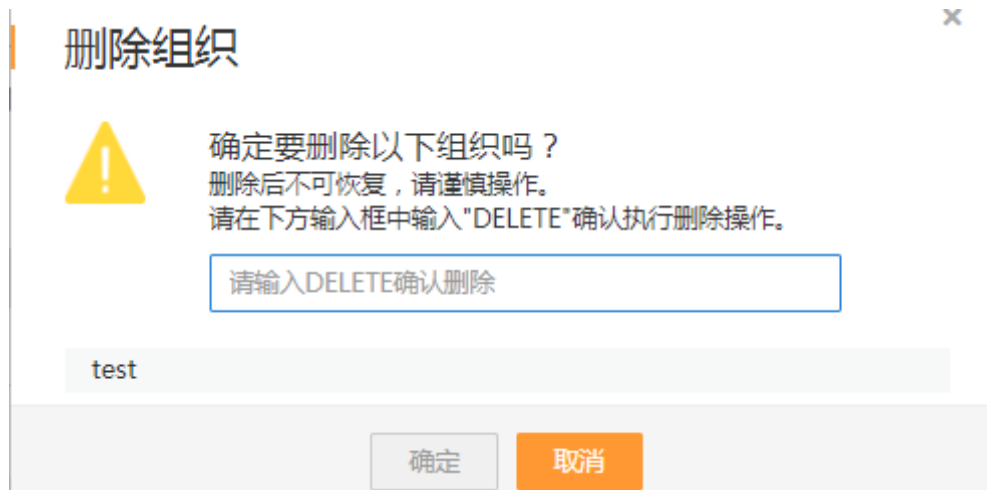 删除组织
确定要删除以下组织吗？
删除后不可恢复，请谨慎操作。
请在下方输入框中输入"DELETE"确认执行删除操作。
请输入DELETE确认删除
test
确定 取消